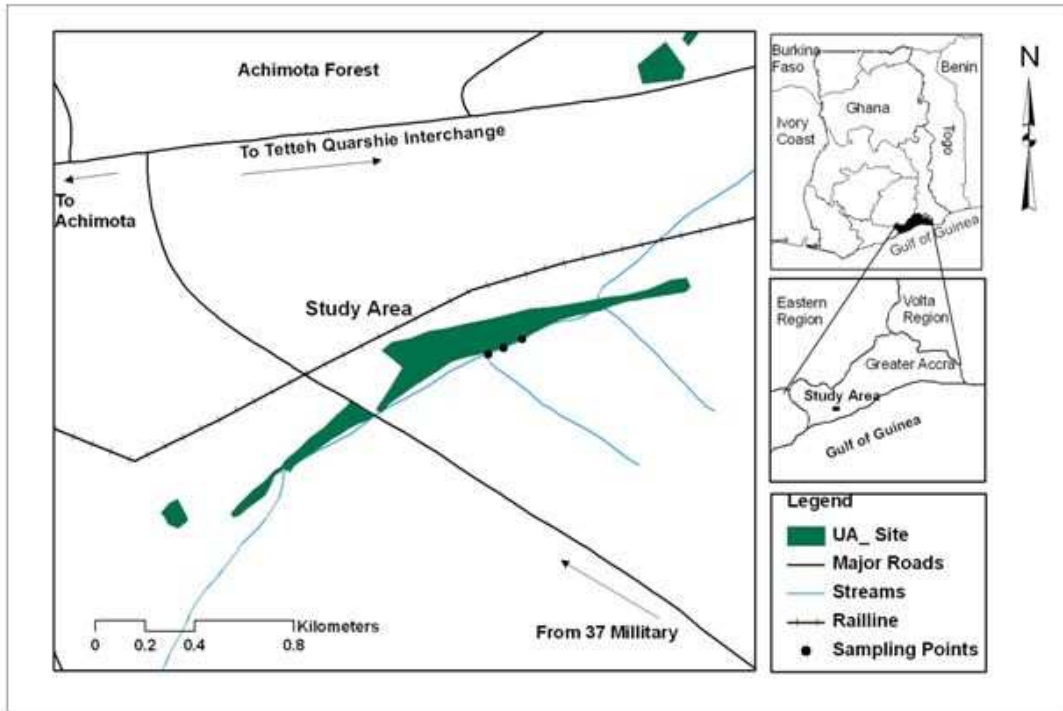 Achimota Forest
To Tetteh Quarshie Interchange
To
Achimota
Study Area
From 37 Millitary
Kilometers
0 0.2 0.4 0.8
Burkina
Faso
Benin
Ghana
Ivory
Coast
Togo
Gulf of Guinea
N
Eastern
Region
Volta
Region
Greater Accra
Study Area
Gulf of Guinea
Legend
UA_ Site
Major Roads
Streams
Railline
Sampling Points